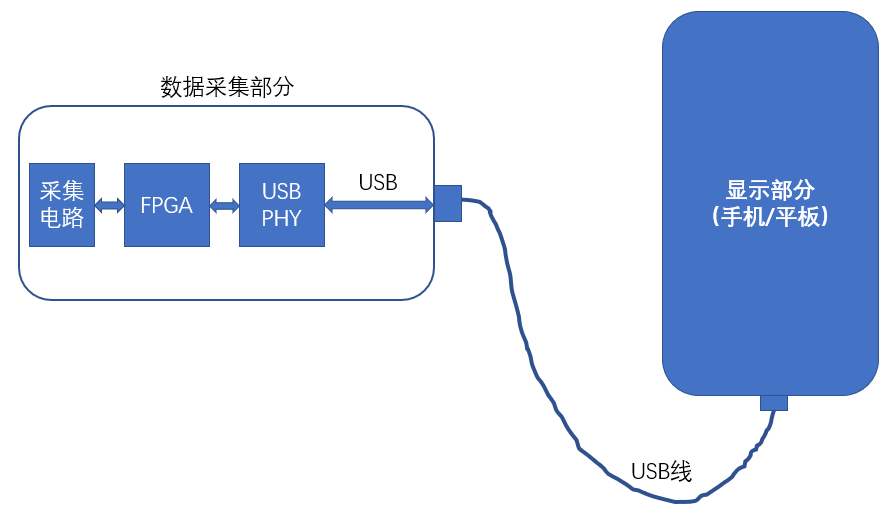 数据采集部分
采集
电路
FPGA
USB
PHY
USB
显示部分
（手机/平板）
USB线